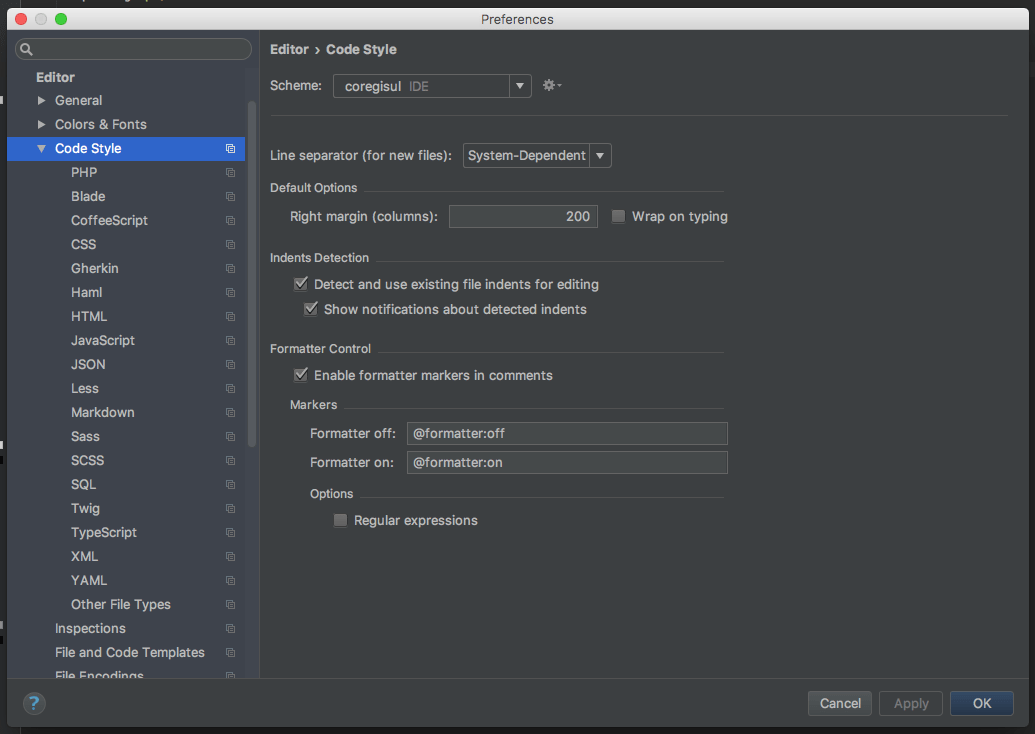 Preferences
Editor
General
Colors & Fonts
Code Style
PHP
Blade
CoffeeScript
CSS
Gherkin
Haml
HTML
JavaScript
JSON
Less
Markdown
Sass
SCSS
SQL
Twig
TypeScript
XML
YAML
Other File Types
Inspections
File and Code Templates
File Encodings
Editor › Code Style
Scheme: coregisul IDE
Line separator (for new files): System-Dependent
Default Options
Right margin (columns): 200 Wrap on typing
Indents Detection
Detect and use existing file indents for editing
Show notifications about detected indents
Formatter Control
Enable formatter markers in comments
Markers
Formatter off: @formatter:off
Formatter on: @formatter:on
Options
Regular expressions
? Cancel Apply OK